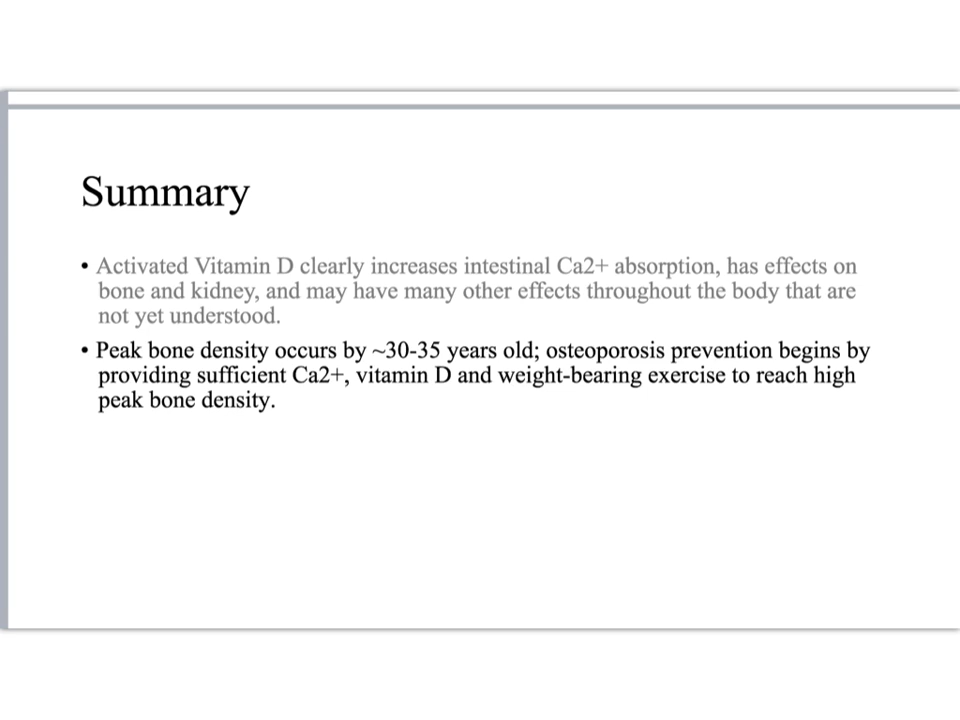 Summary
• Activated Vitamin D clearly increases intestinal Ca2+ absorption, has effects on
bone and kidney, and may have many other effects throughout the body that are
not yet understood.
• Peak bone density occurs by ~30-35 years old; osteoporosis prevention begins by
providing sufficient Ca2+, vitamin D and weight-bearing exercise to reach high
peak bone density.